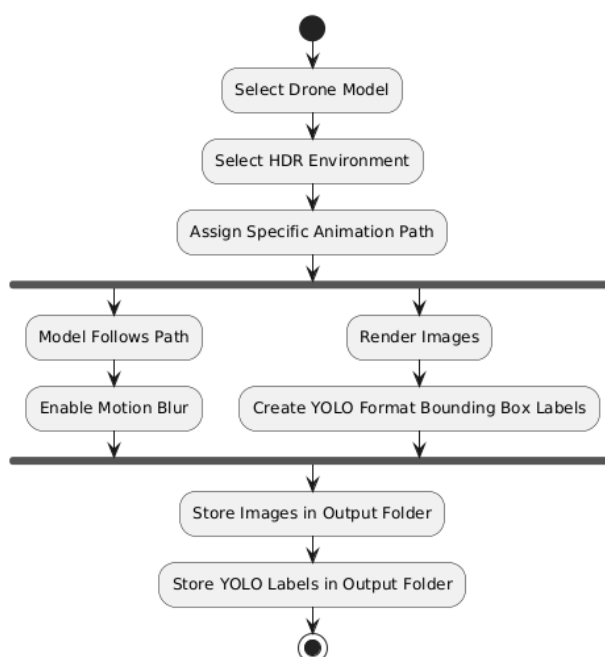 Select Drone Model
Select HDR Environment
Assign Specific Animation Path
Model Follows Path
Render Images
Enable Motion Blur
Create YOLO Format Bounding Box Labels
Store Images in Output Folder
Store YOLO Labels in Output Folder